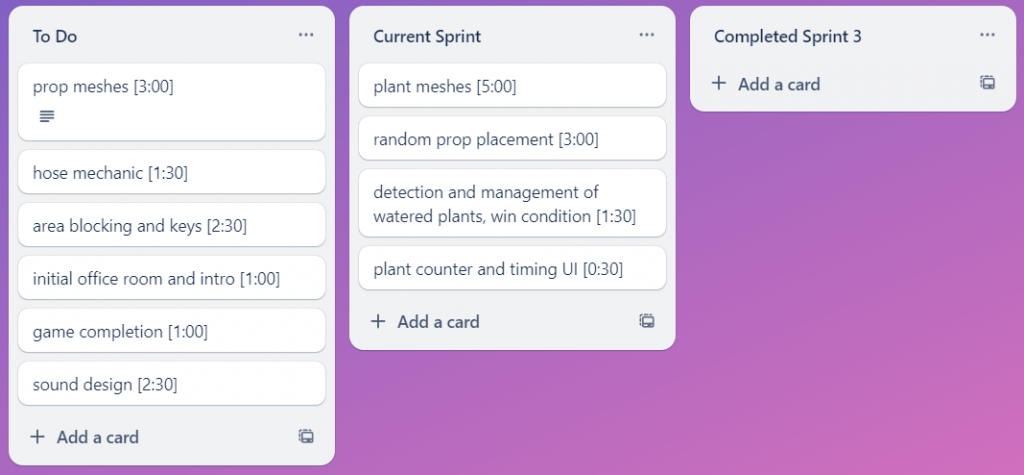 To Do
prop meshes [3:00]
hose mechanic [1:30]
area blocking and keys [2:30]
initial office room and intro [1:00]
game completion [1:00]
sound design [2:30]
+ Add a card
Current Sprint
plant meshes [5:00]
random prop placement [3:00]
detection and management of
watered plants, win condition [1:30]
plant counter and timing UI [0:30]
+ Add a card
Completed Sprint 3
+ Add a card